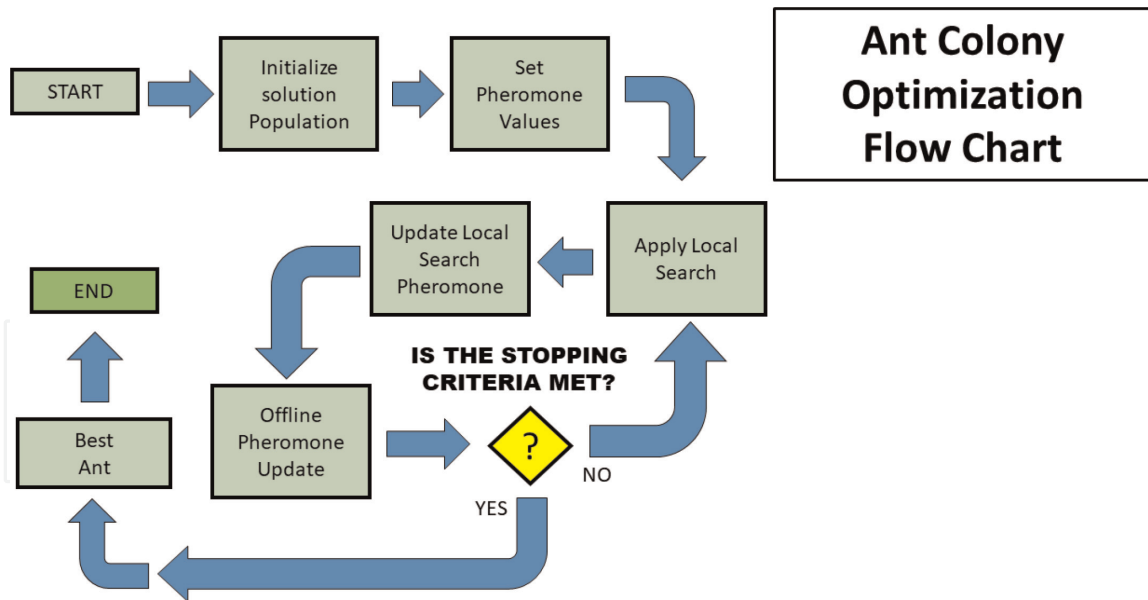 Ant Colony
Optimization
Flow Chart
START
Initialize
solution
Population
Set
Pheromone
Values
Apply Local
Search
Update Local
Search
Pheromone
Offline
Pheromone
Update
IS THE STOPPING
CRITERIA MET?
?
NO
YES
Best
Ant
END